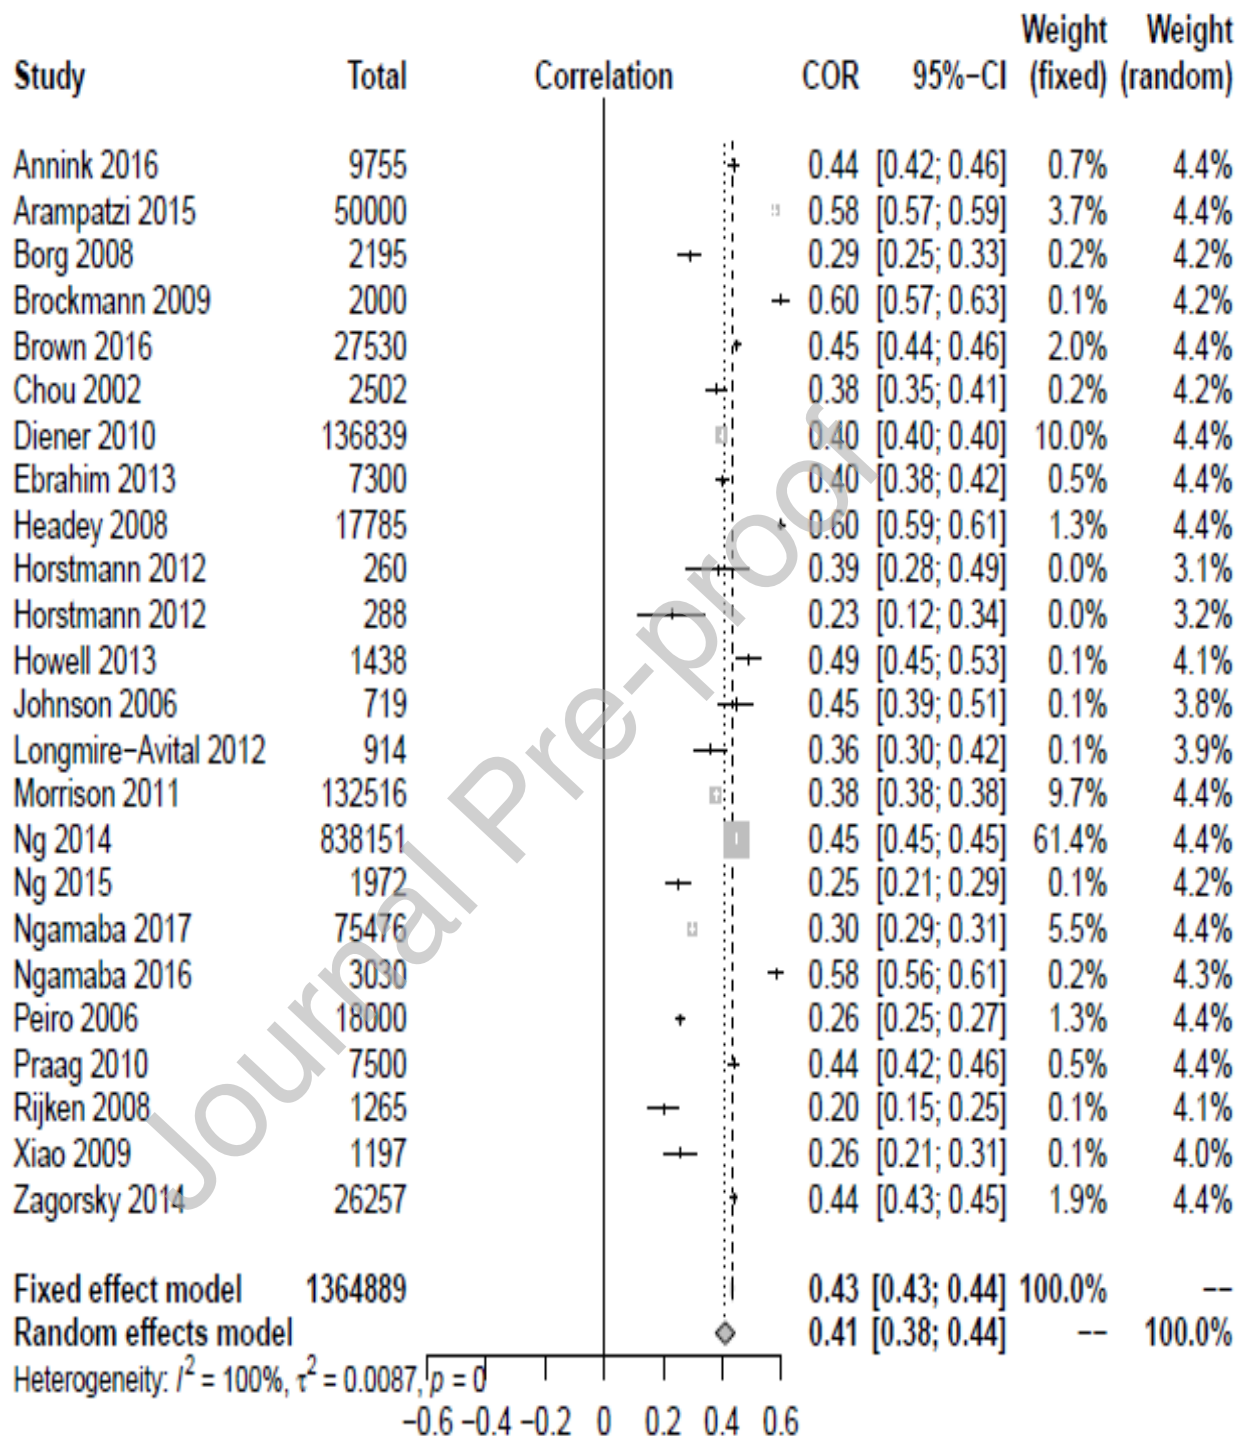 Weight Weight
Study Total Correlation COR 95%−CI (fixed) (random)
Annink 2016 9755 0.44 [0.42; 0.46] 0.7% 4.4%
Arampatzi 2015 50000 0.58 [0.57; 0.59] 3.7% 4.4%
Borg 2008 2195 0.29 [0.25; 0.33] 0.2% 4.2%
Brockmann 2009 2000 0.60 [0.57; 0.63] 0.1% 4.2%
Brown 2016 27530 0.45 [0.44; 0.46] 2.0% 4.4%
Chou 2002 2502 0.38 [0.35; 0.41] 0.2% 4.2%
Diener 2010 136839 0.40 [0.40; 0.40] 10.0% 4.4%
Ebrahim 2013 7300 0.40 [0.38; 0.42] 0.5% 4.4%
Headey 2008 17785 0.60 [0.59; 0.61] 1.3% 4.4%
Horstmann 2012 260 0.39 [0.28; 0.49] 0.0% 3.1%
Horstmann 2012 288 0.23 [0.12; 0.34] 0.0% 3.2%
Howell 2013 1438 0.49 [0.45; 0.53] 0.1% 4.1%
Johnson 2006 719 0.45 [0.39; 0.51] 0.1% 3.8%
Longmire−Avital 2012 914 0.36 [0.30; 0.42] 0.1% 3.9%
Morrison 2011 132516 0.38 [0.38; 0.38] 9.7% 4.4%
Ng 2014 838151 0.45 [0.45; 0.45] 61.4% 4.4%
Ng 2015 1972 0.25 [0.21; 0.29] 0.1% 4.2%
Ngamaba 2017 75476 0.30 [0.29; 0.31] 5.5% 4.4%
Ngamaba 2016 3030 0.58 [0.56; 0.61] 0.2% 4.3%
Peiro 2006 18000 0.26 [0.25; 0.27] 1.3% 4.4%
Praag 2010 7500 0.44 [0.42; 0.46] 0.5% 4.4%
Rijken 2008 1265 0.20 [0.15; 0.25] 0.1% 4.1%
Xiao 2009 1197 0.26 [0.21; 0.31] 0.1% 4.0%
Zagorsky 2014 26257 0.44 [0.43; 0.45] 1.9% 4.4%
Fixed effect model 1364889 0.43 [0.43; 0.44] 100.0% −−
Random effects model 0.41 [0.38; 0.44] −− 100.0%
Heterogeneity: I² = 100%, τ² = 0.0087, p = 0
−0.6 −0.4 −0.2 0 0.2 0.4 0.6
Journal Pre-proof